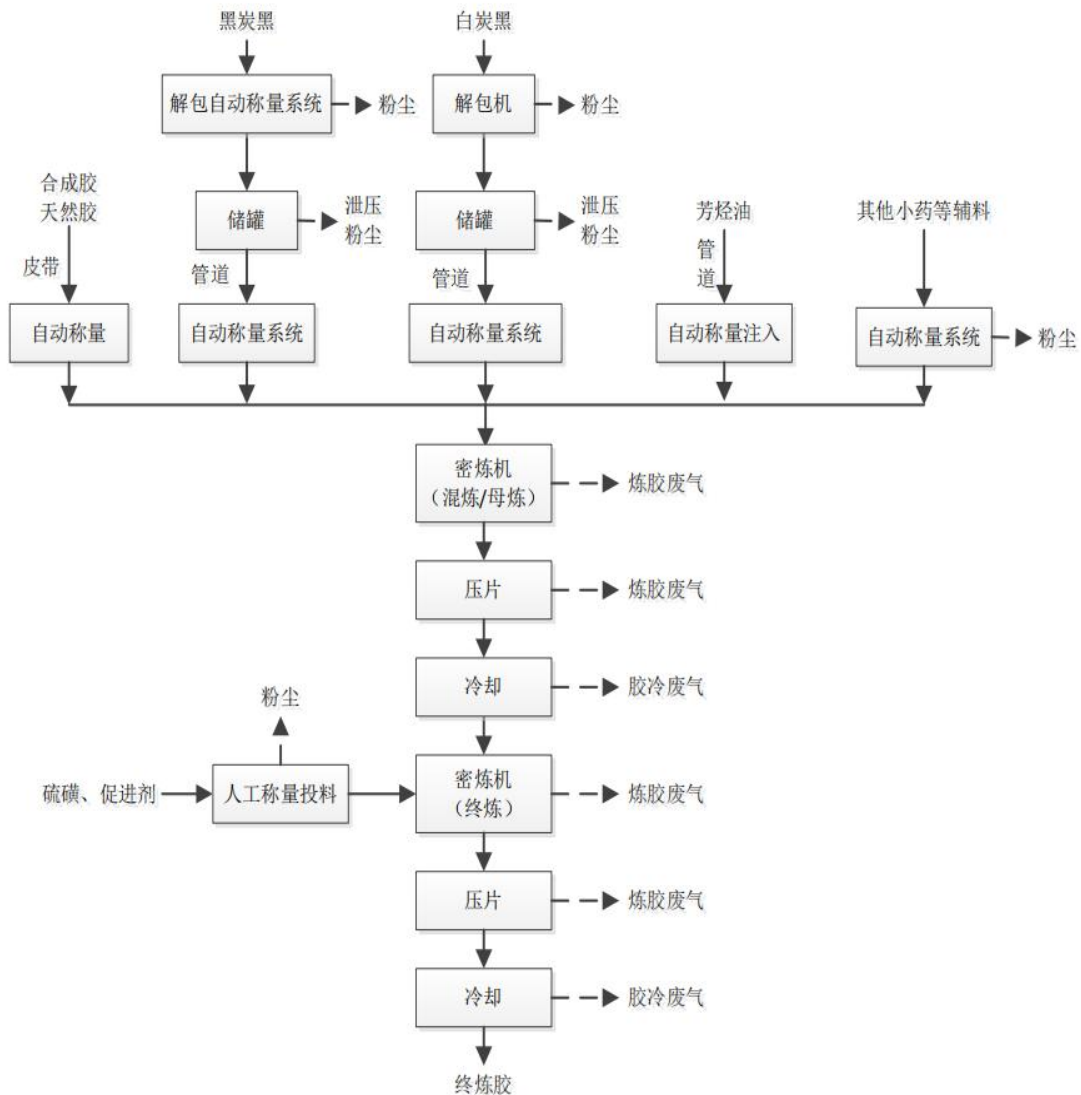 黑炭黑
白炭黑
解包自动称量系统
粉尘
解包机
粉尘
合成胶
天然胶
储罐
泄压
粉尘
储罐
泄压
粉尘
芳烃油
其他小药等辅料
皮带
管道
管道
管
道
自动称量
自动称量系统
自动称量系统
自动称量注入
自动称量系统
粉尘
密炼机
（混炼/母炼）
炼胶废气
压片
炼胶废气
冷却
胶冷废气
粉尘
硫磺、促进剂
人工称量投料
密炼机
（终炼）
炼胶废气
压片
炼胶废气
冷却
胶冷废气
终炼胶